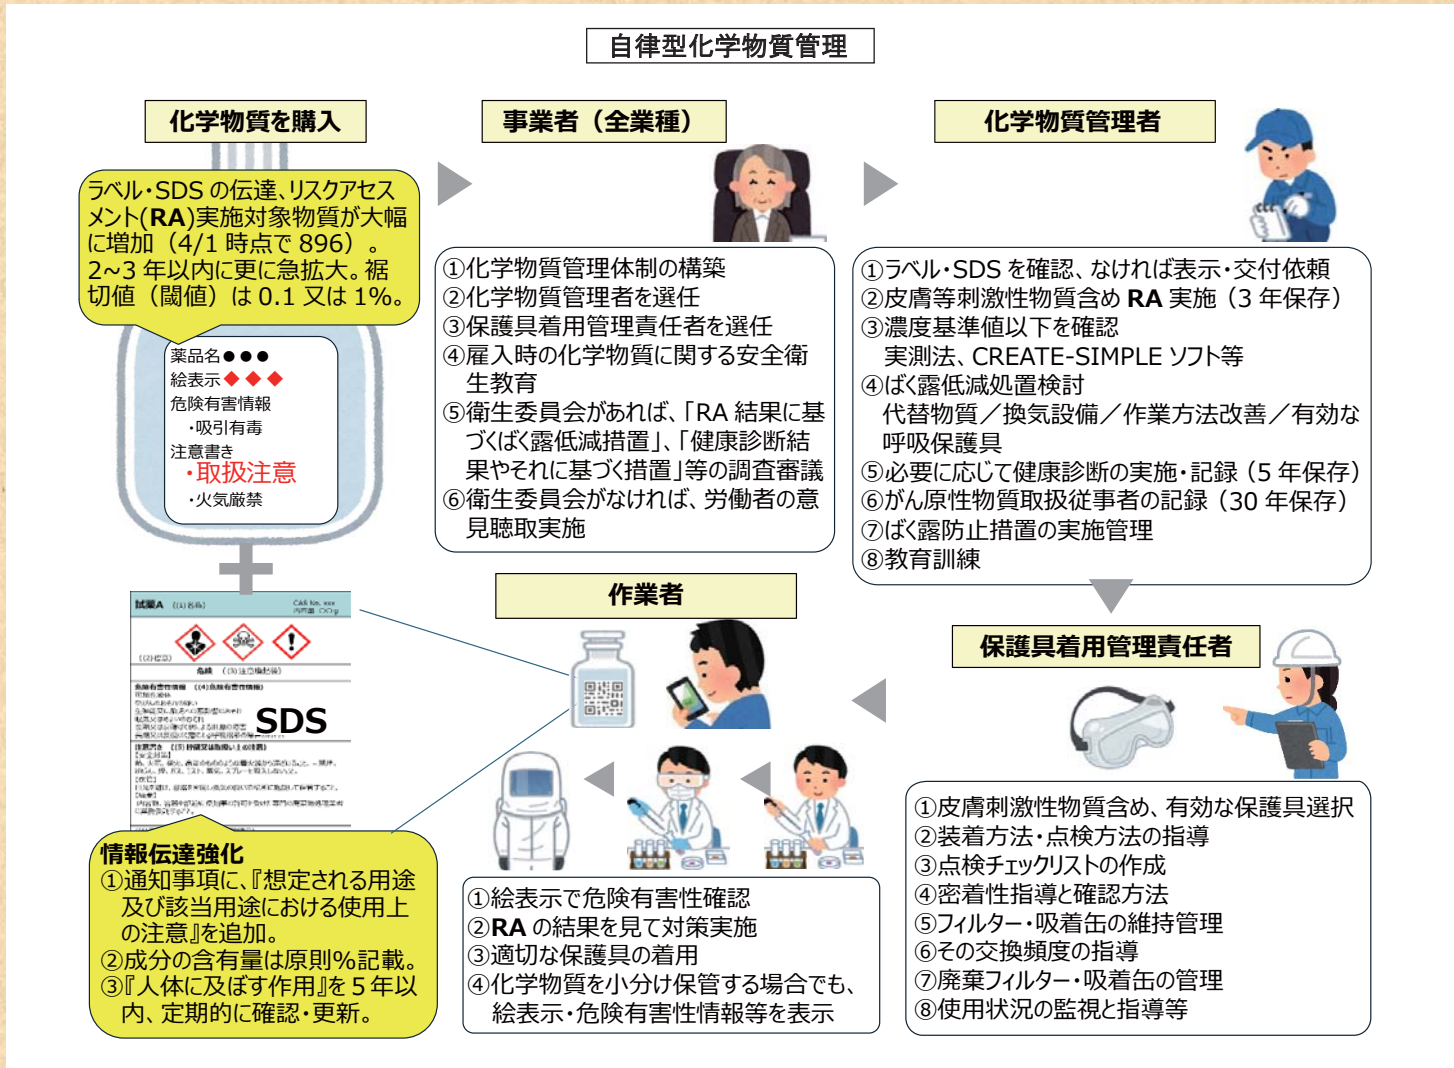 自律型化学物質管理
化学物質を購入
ラベル・SDS の伝達、リスクアセス
メント(RA)実施対象物質が大幅
に増加（4/1 時点で 896）。
2~3 年以内に更に急拡大。裾
切値（閾値）は 0.1 又は 1%。
薬品名●●●
絵表示◆◆◆
危険有害情報
・吸引有毒
注意書き
・取扱注意
・火気厳禁
試薬A ((1)名称)
危険
SDS
情報伝達強化
①通知事項に、『想定される用途
及び該当用途における使用上
の注意』を追加。
②成分の含有量は原則%記載。
③『人体に及ぼす作用』を５年以
内、定期的に確認・更新。
事業者（全業種）
①化学物質管理体制の構築
②化学物質管理者を選任
③保護具着用管理責任者を選任
④雇入時の化学物質に関する安全衛
生教育
⑤衛生委員会があれば、「RA 結果に基
づくばく露低減措置」、「健康診断結
果やそれに基づく措置」等の調査審議
⑥衛生委員会がなければ、労働者の意
見聴取実施
化学物質管理者
①ラベル・SDS を確認、なければ表示・交付依頼
②皮膚等刺激性物質含め RA 実施（3 年保存）
③濃度基準値以下を確認
実測法、CREATE-SIMPLE ソフト等
④ばく露低減処置検討
代替物質／換気設備／作業方法改善／有効な
呼吸保護具
⑤必要に応じて健康診断の実施・記録（5 年保存）
⑥がん原性物質取扱従事者の記録（30 年保存）
⑦ばく露防止措置の実施管理
⑧教育訓練
保護具着用管理責任者
①皮膚刺激性物質含め、有効な保護具選択
②装着方法・点検方法の指導
③点検チェックリストの作成
④密着性指導と確認方法
⑤フィルター・吸着缶の維持管理
⑥その交換頻度の指導
⑦廃棄フィルター・吸着缶の管理
⑧使用状況の監視と指導等
作業者
①絵表示で危険有害性確認
②RA の結果を見て対策実施
③適切な保護具の着用
④化学物質を小分け保管する場合でも、
絵表示・危険有害性情報等を表示